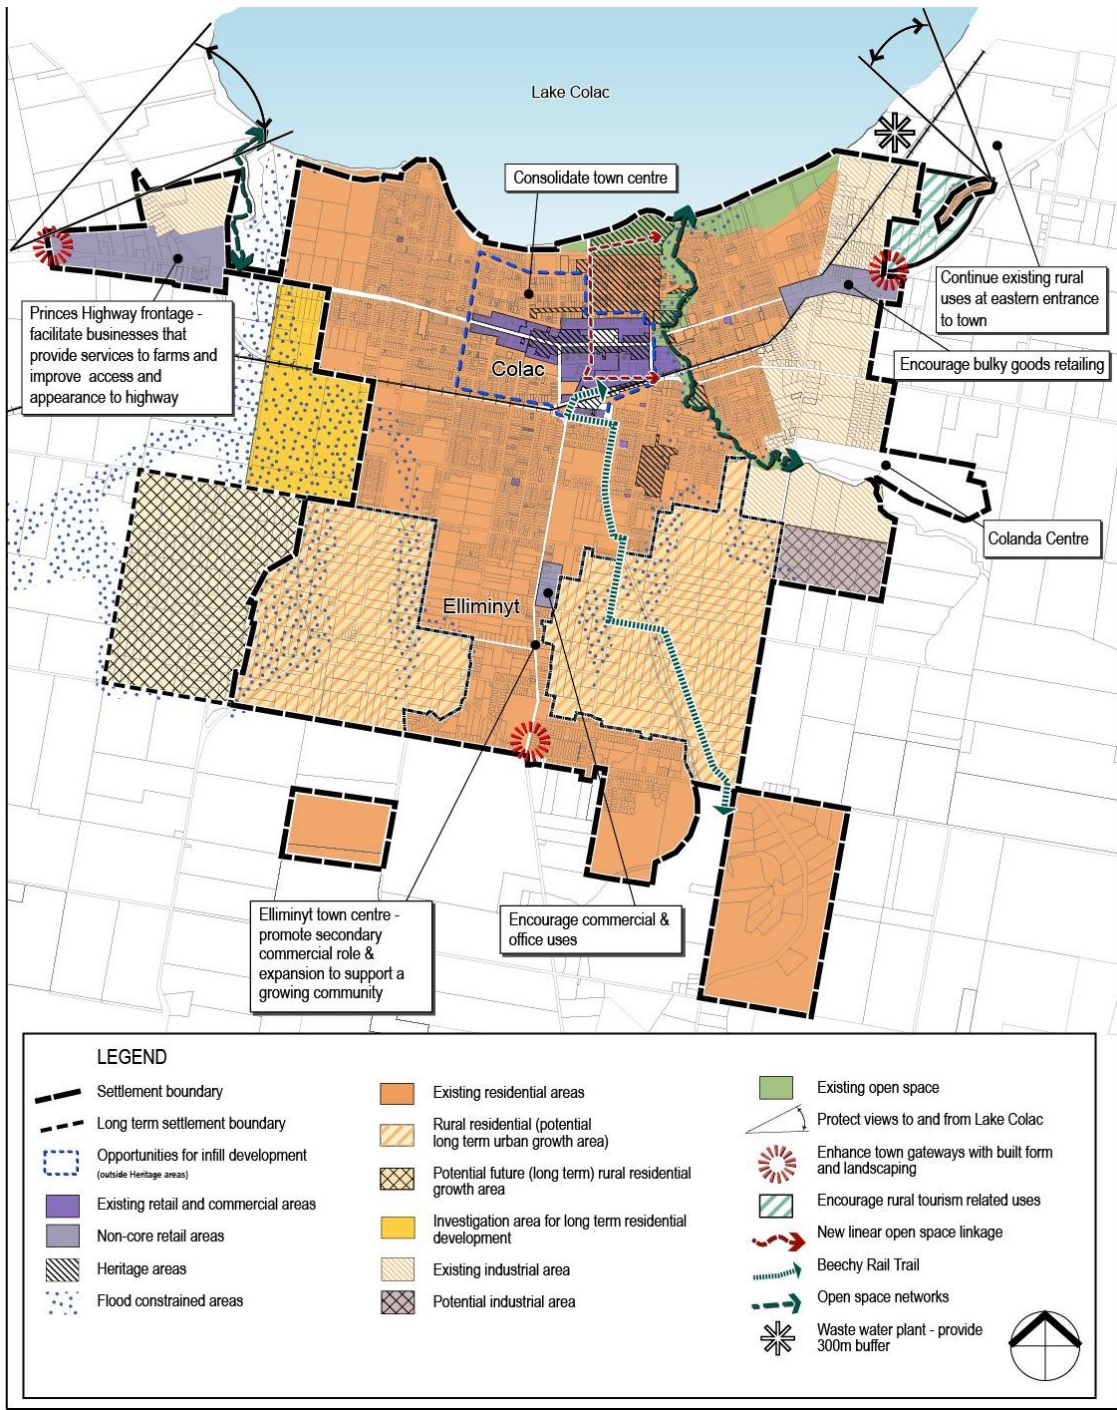 Lake Colac
Consolidate town centre
Princes Highway frontage -
facilitate businesses that
provide services to farms and
improve access and
appearance to highway
Continue existing rural
uses at eastern entrance
to town
Encourage bulky goods retailing
Colac
Colanda Centre
Elliminyt
Elliminyt town centre -
promote secondary
commercial role &
expansion to support a
growing community
Encourage commercial &
office uses
LEGEND
Settlement boundary
Long term settlement boundary
Opportunities for infill development
(outside Heritage areas)
Existing retail and commercial areas
Non-core retail areas
Heritage areas
Flood constrained areas
Existing residential areas
Rural residential (potential
long term urban growth area)
Potential future (long term) rural residential
growth area
Investigation area for long term residential
development
Existing industrial area
Potential industrial area
Existing open space
Protect views to and from Lake Colac
Enhance town gateways with built form
and landscaping
Encourage rural tourism related uses
New linear open space linkage
Beechy Rail Trail
Open space networks
Waste water plant - provide
300m buffer